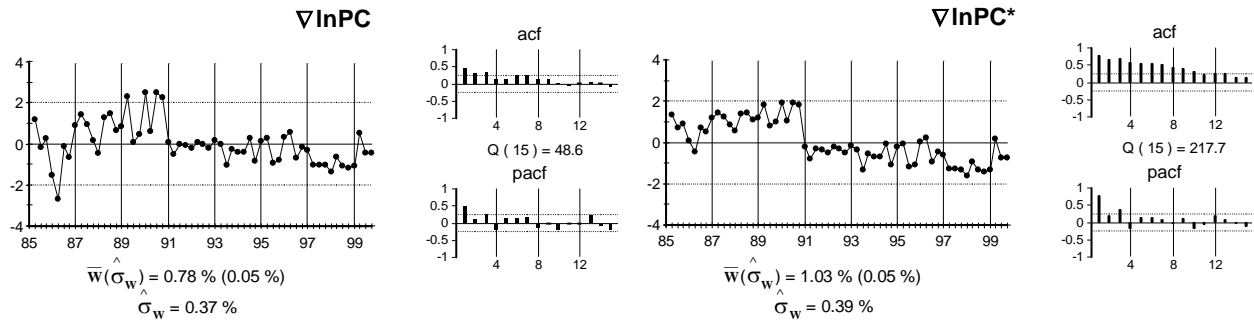 ∇lnPC
acf
4
2
0
-2
-4
85 87 89 91 93 95 97 99
1
0.5
0
-0.5
-1
4 8 12
Q ( 15 ) = 48.6
pacf
1
0.5
0
-0.5
-1
4 8 12
w̅(σ̂w) = 0.78 % (0.05 %)
σ̂w = 0.37 %
∇lnPC*
acf
4
2
0
-2
-4
85 87 89 91 93 95 97 99
1
0.5
0
-0.5
-1
4 8 12
Q ( 15 ) = 217.7
pacf
1
0.5
0
-0.5
-1
4 8 12
w̅(σ̂w) = 1.03 % (0.05 %)
σ̂w = 0.39 %